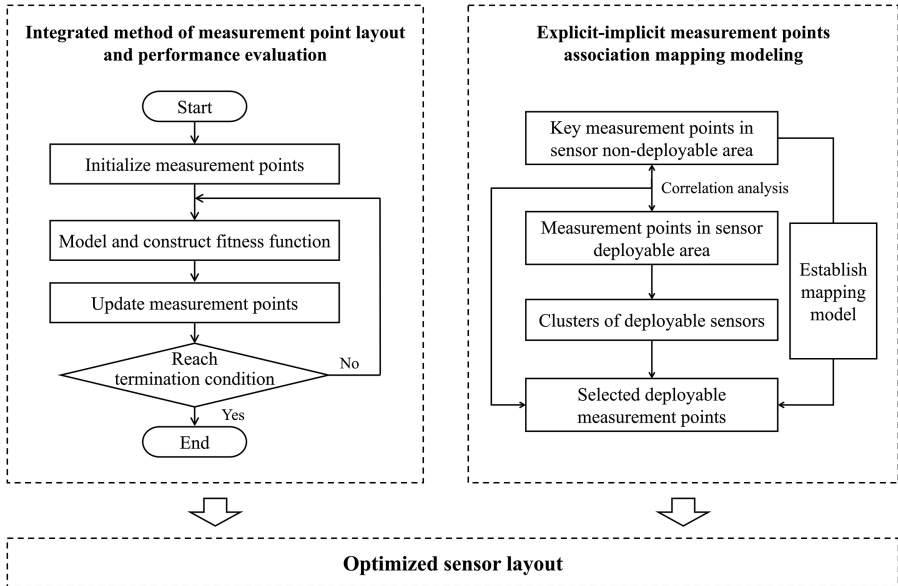 Integrated method of measurement point layout
and performance evaluation
Start
Initialize measurement points
Model and construct fitness function
Update measurement points
Reach
termination condition
No
Yes
End
Explicit-implicit measurement points
association mapping modeling
Key measurement points in
sensor non-deployable area
Correlation analysis
Measurement points in sensor
deployable area
Clusters of deployable sensors
Selected deployable
measurement points
Establish
mapping
model
Optimized sensor layout